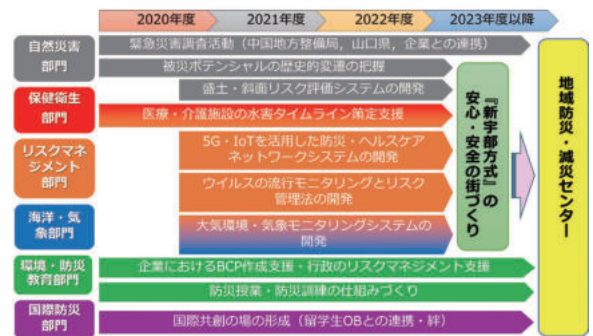 2020年度 2021年度 2022年度 2023年度以降
自然災害
部門
緊急災害調査活動（中国地方整備局，山口県，企業との連携）
被災ポテンシャルの歴史的変遷の把握
盛土・斜面リスク評価システムの開発
保健衛生
部門
医療・介護施設の水害タイムライン策定支援
リスクマネ
ジメント
部門
5G・IoTを活用した防災・ヘルスケア
ネットワークシステムの開発
ウイルスの流行モニタリングとリスク
管理法の開発
海洋・気
象部門
大気環境・気象モニタリングシステムの
開発
環境・防災
教育部門
企業におけるBCP作成支援・行政のリスクマネジメント支援
防災授業・防災訓練の仕組みづくり
国際防災
部門
国際共創の場の形成（留学生OBとの連携・絆）
『新宇部方式』の
安心・安全の街づくり
地域防災・減災センター